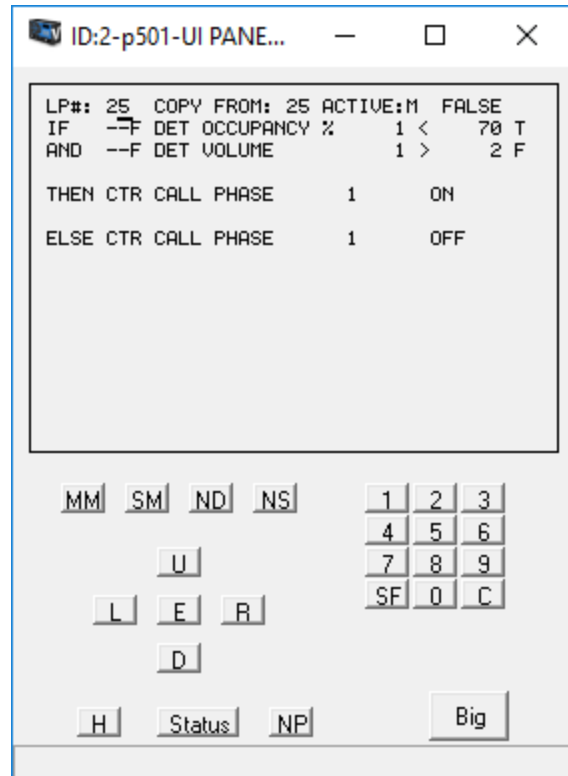 ID:2-p501-UI PANE...
LP#: 25 COPY FROM: 25 ACTIVE:M FALSE
IF --F DET OCCUPANCY % 1 < 70 T
AND --F DET VOLUME 1 > 2 F
THEN CTR CALL PHASE 1 ON
ELSE CTR CALL PHASE 1 OFF
MM SM ND NS 1 2 3
4 5 6
U 7 8 9
L E R SF 0 C
D
H Status NP Big